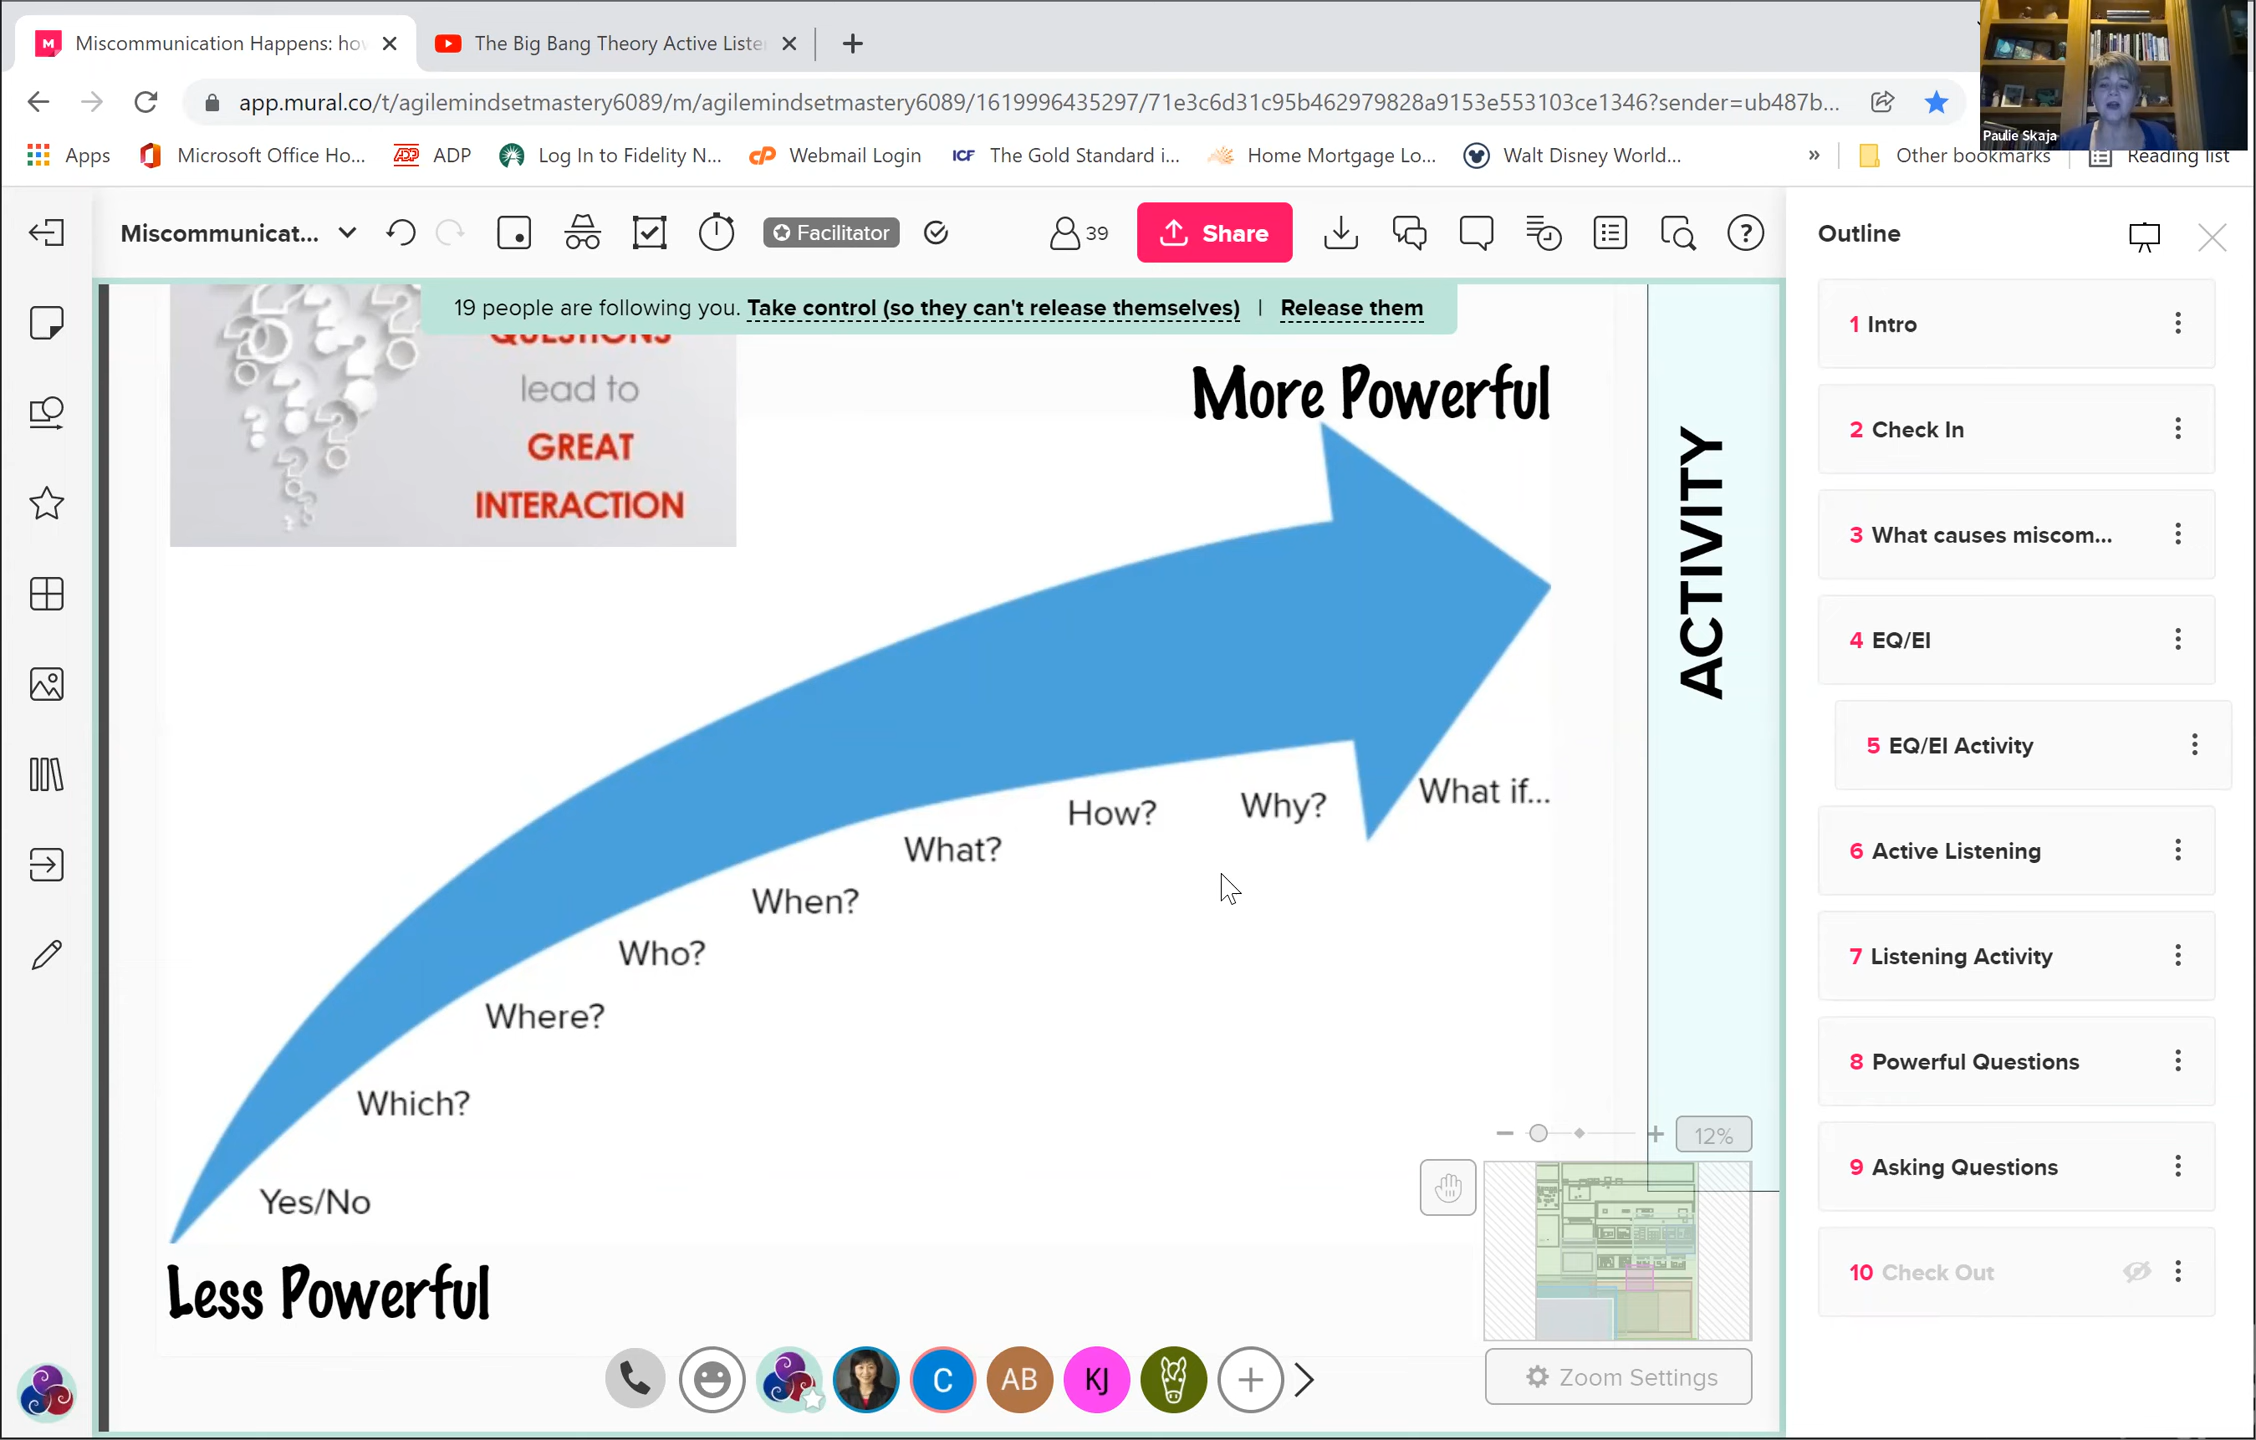 Miscommunication Happens: how
The Big Bang Theory Active Liste
app.mural.co/t/agilemindsetmastery6089/m/agilemindsetmastery6089/1619996435297/71e3c6d31c95b462979828a9153e553103ce1346?sender=ub487b...
Paulie Skaja
Apps
Microsoft Office Ho...
ADP
ADP
Log In to Fidelity N...
cP
Webmail Login
ICF
The Gold Standard i...
Home Mortgage Lo...
Walt Disney World...
»
Other bookmarks
Reading list
Miscommunicat...
Facilitator
39
Share
Outline
19 people are following you. Take control (so they can't release themselves) | Release them
QUESTIONS
lead to
GREAT
INTERACTION
More Powerful
ACTIVITY
What if...
Why?
How?
What?
When?
Who?
Where?
Which?
Yes/No
Less Powerful
12%
Zoom Settings
C
AB
KJ
1 Intro
2 Check In
3 What causes miscom...
4 EQ/EI
5 EQ/EI Activity
6 Active Listening
7 Listening Activity
8 Powerful Questions
9 Asking Questions
10 Check Out